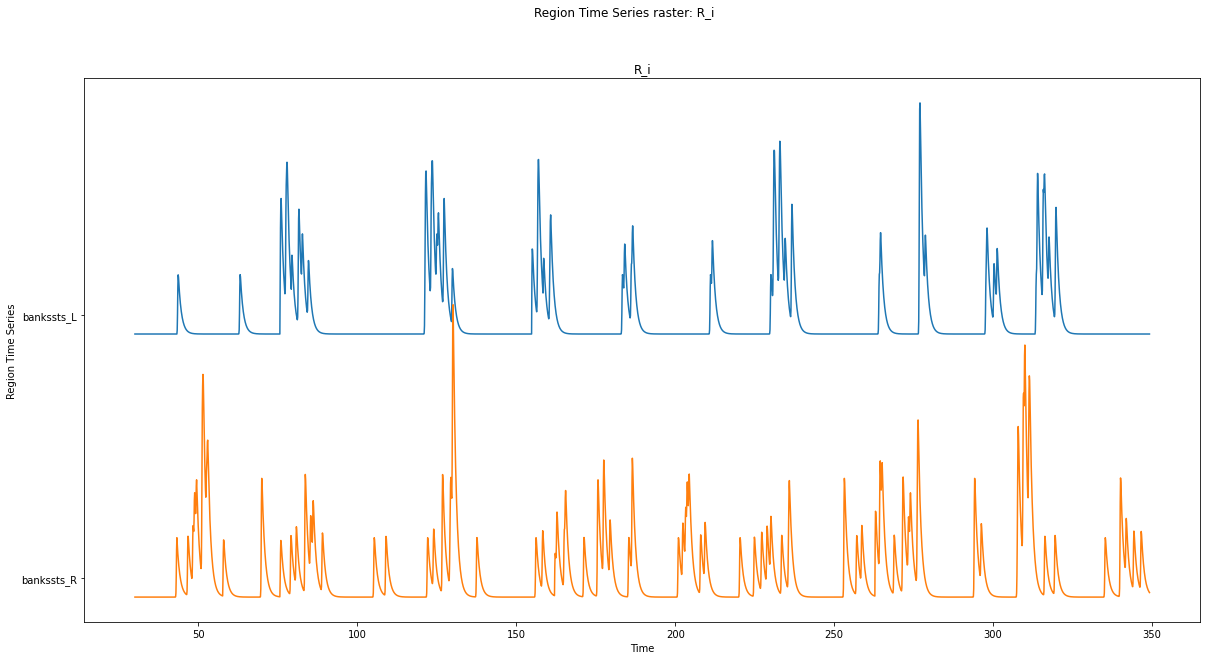 Region Time Series raster: R_i
R_i
Region Time Series
bankssts_L
bankssts_R
50 100 150 200 250 300 350
Time